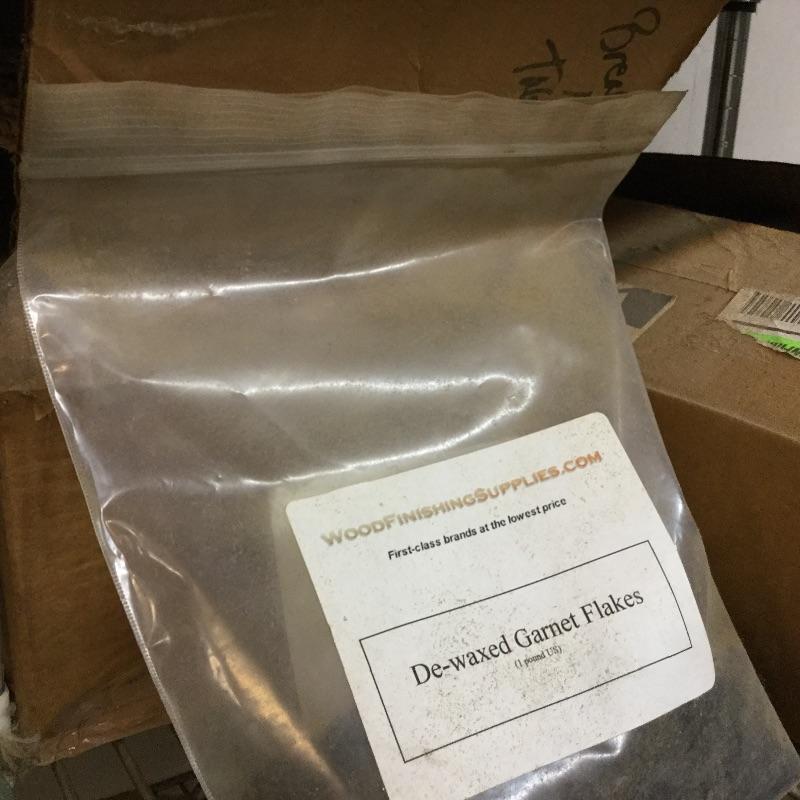 WOODFINISHINGSUPPLIES.COM
First-class brands at the lowest price
De-waxed Garnet Flakes
(1 pound US)